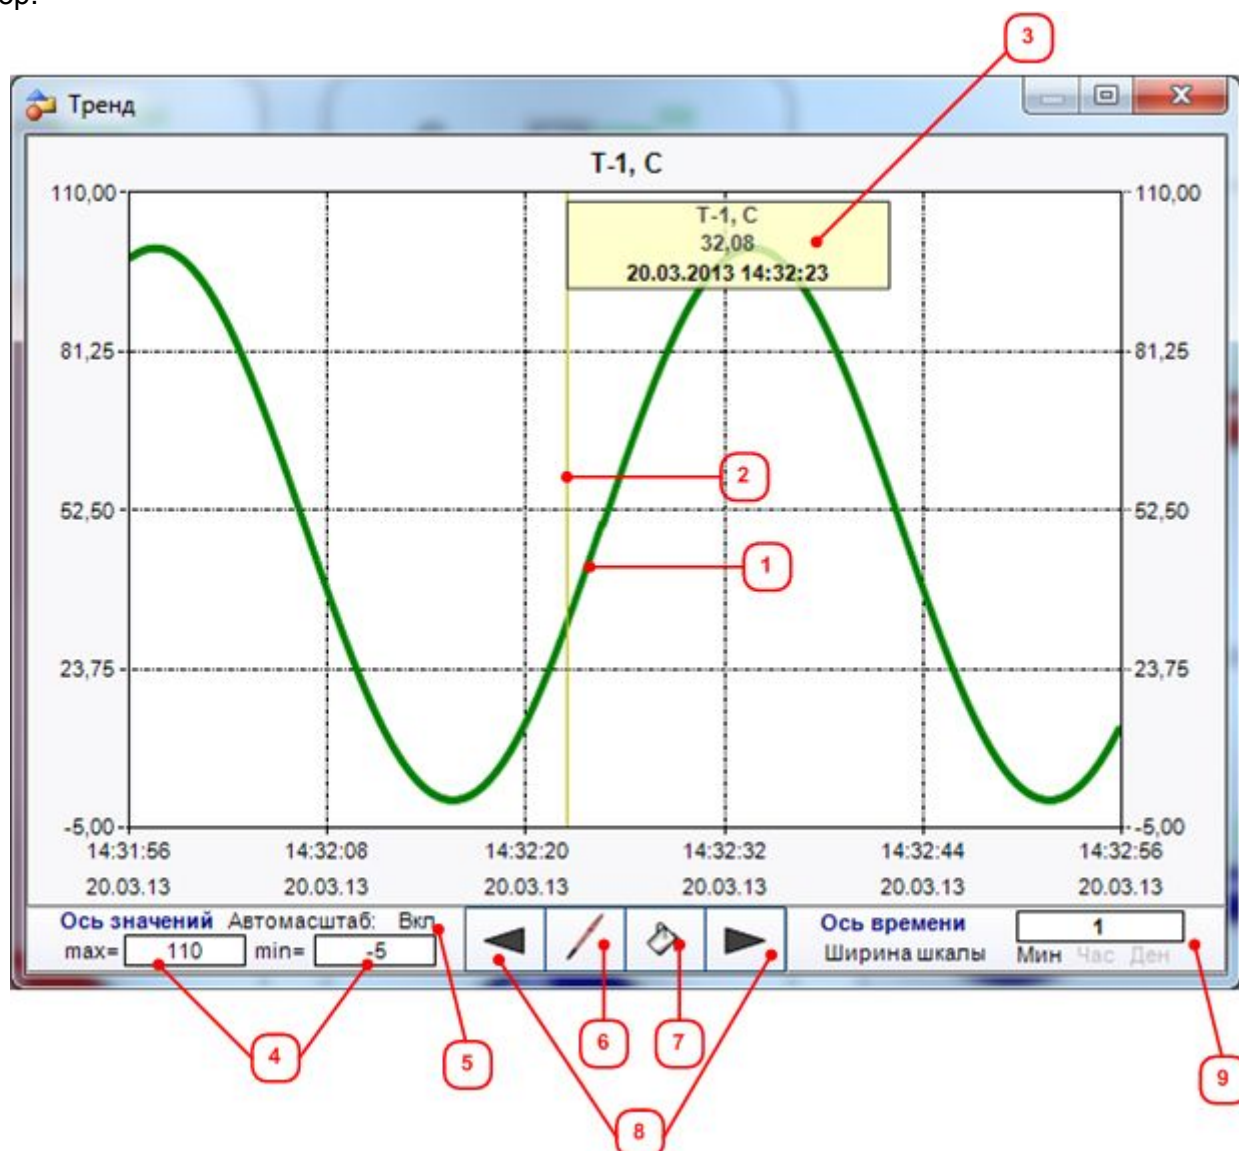 3
Тренд
Т-1, С
110,00
110,00
Т-1, С
32,08
20.03.2013 14:32:23
81,25
81,25
2
52,50
52,50
1
23,75
23,75
-5,00
-5,00
14:31:56 14:32:08 14:32:20 14:32:32 14:32:44 14:32:56
20.03.13 20.03.13 20.03.13 20.03.13 20.03.13 20.03.13
Ось значений Автомасштаб: Вкл
max= 110 min= -5
Ось времени 1
Ширина шкалы Мин Час Ден
4
5
6
7
8
9